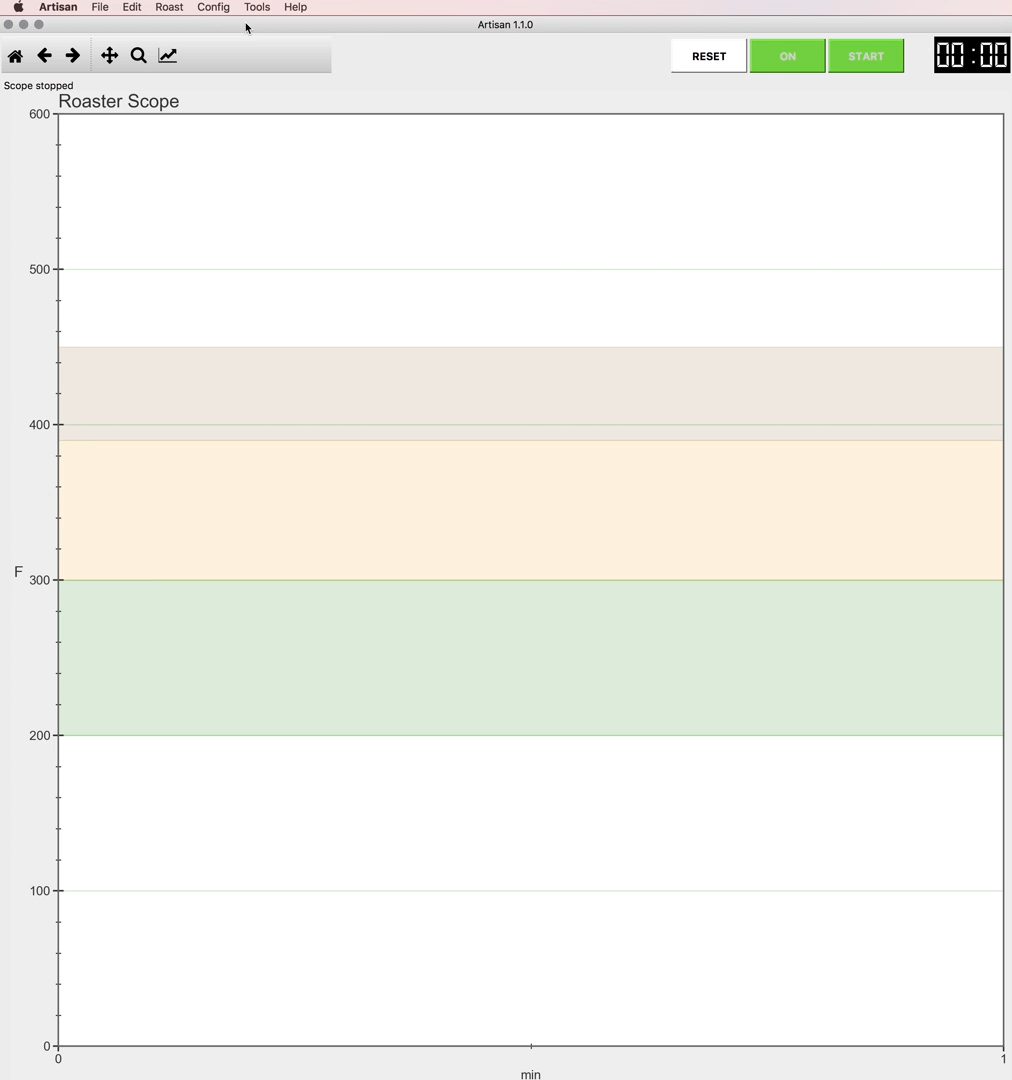 Artisan File Edit Roast Config Tools Help
Artisan 1.1.0
RESET ON START 00:00
Scope stopped
Roaster Scope
600
500
400
F
300
200
100
0
0 1
min